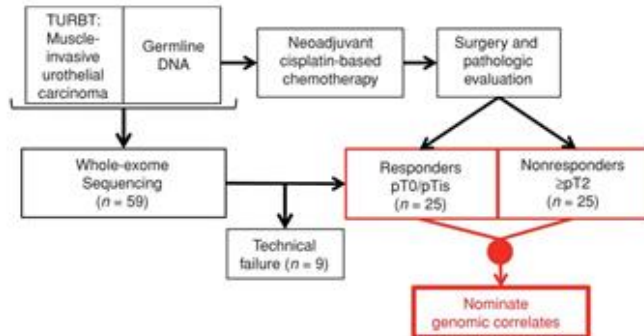 TURBT:
Muscle-
invasive
urothelial
carcinoma
Germline
DNA
Neoadjuvant
cisplatin-based
chemotherapy
Surgery and
pathologic
evaluation
Whole-exome
Sequencing
(n = 59)
Responders
pT0/pTis
(n = 25)
Nonresponders
≥pT2
(n = 25)
Technical
failure (n = 9)
Nominate
genomic correlates